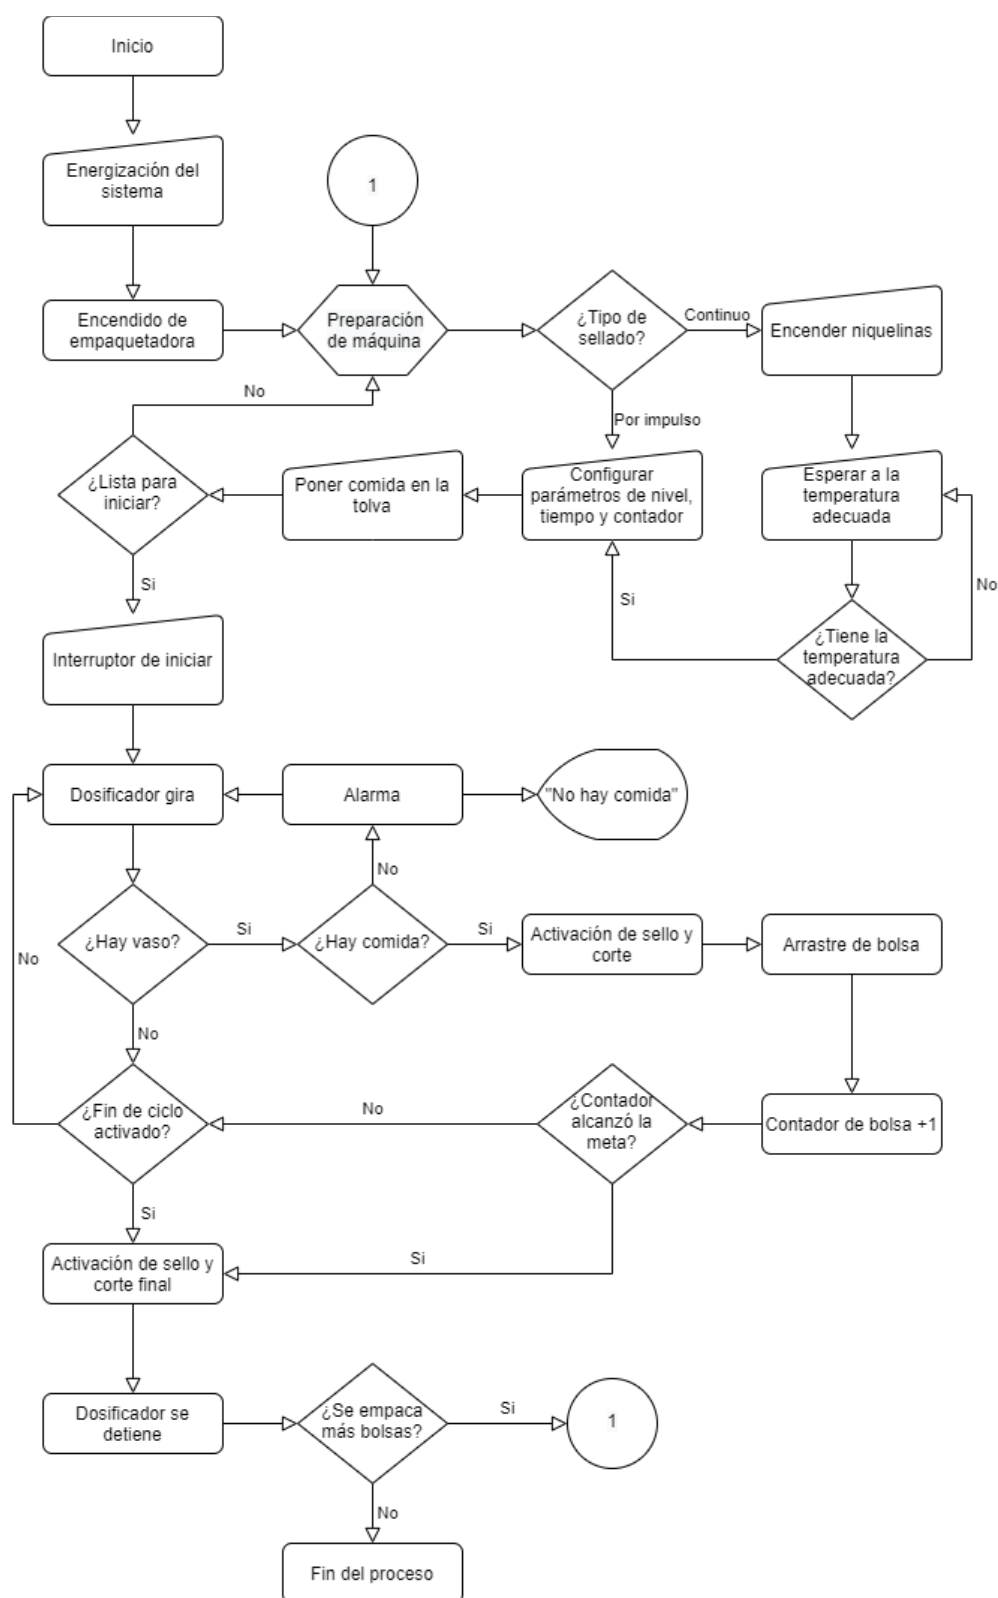 Inicio
Energización del
sistema
1
Encendido de
empaquetadora
Preparación
de máquina
¿Tipo de
sellado?
Continuo
Encender niquelinas
No
Por impulso
¿Lista para
iniciar?
Poner comida en la
tolva
Configurar
parámetros de nivel,
tiempo y contador
Esperar a la
temperatura
adecuada
No
Si
Si
¿Tiene la
temperatura
adecuada?
Interruptor de iniciar
Dosificador gira
Alarma
"No hay comida"
No
¿Hay vaso?
Si
¿Hay comida?
Si
Activación de sello y
corte
Arrastre de bolsa
No
No
¿Fin de ciclo
activado?
No
¿Contador
alcanzó la
meta?
Contador de bolsa +1
Si
Activación de sello y
corte final
Si
Dosificador se
detiene
¿Se empaca
más bolsas?
Si
1
No
Fin del proceso